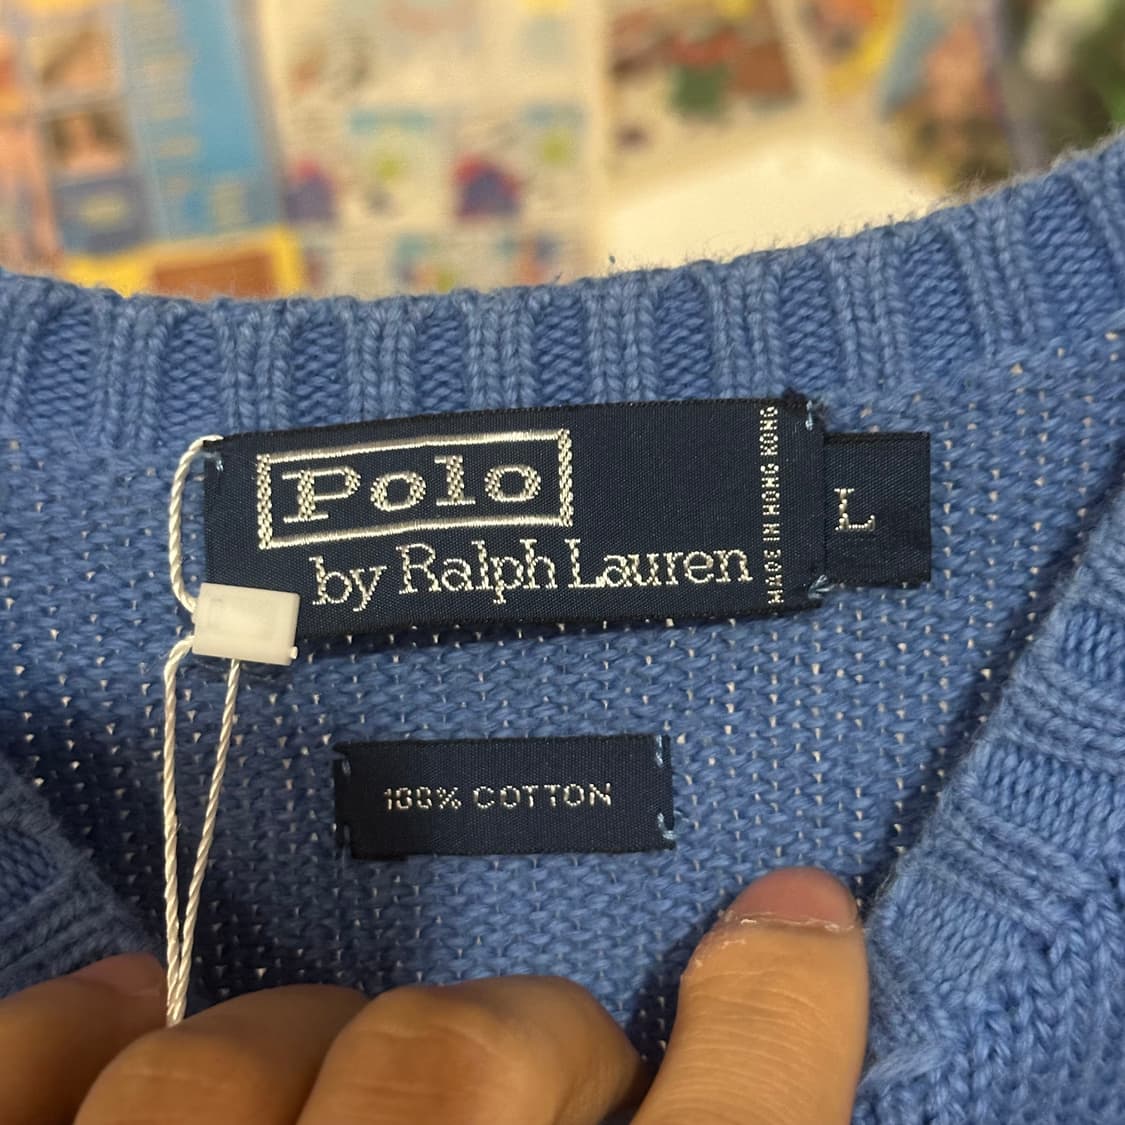 Polo
by Ralph Lauren
MADE IN HONG KONG
L
100% COTTON